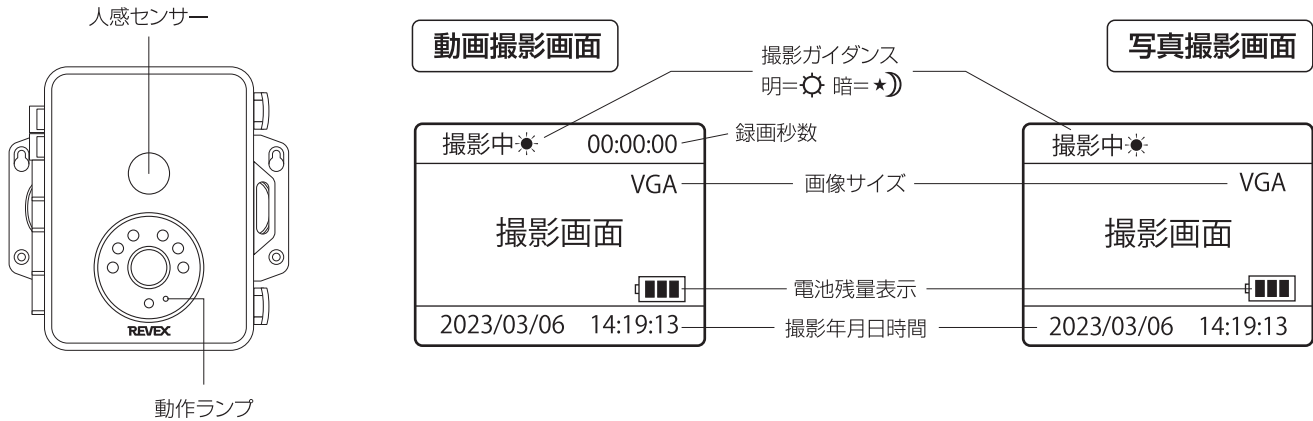 人感センサー
REVEX
動作ランプ
動画撮影画面
撮影ガイダンス
明=☼ 暗=★☽
写真撮影画面
撮影中☀ 00:00:00
録画秒数
VGA
画像サイズ
撮影画面
電池残量表示
2023/03/06 14:19:13
撮影年月日時間
撮影中☀
VGA
撮影画面
2023/03/06 14:19:13